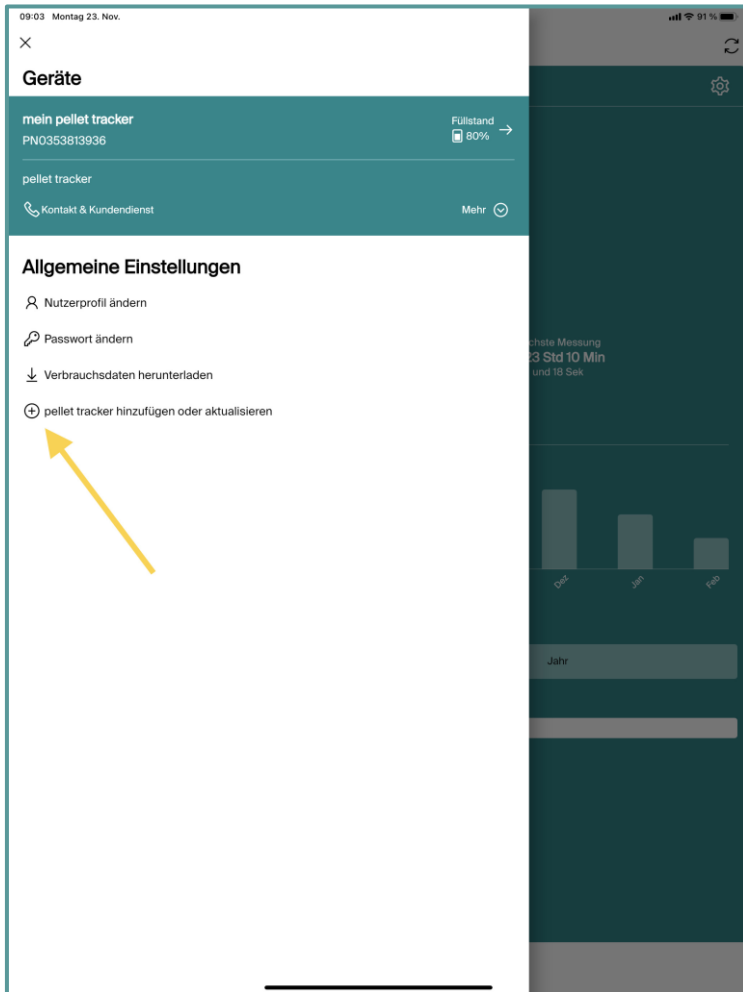 09:03 Montag 23. Nov.
91 %
Geräte
mein pellet tracker
PN0353813936
Füllstand
80%
pellet tracker
Kontakt & Kundendienst
Mehr
Allgemeine Einstellungen
Nutzerprofil ändern
Passwort ändern
Verbrauchsdaten herunterladen
pellet tracker hinzufügen oder aktualisieren
Messung
23 Std 10 Min
und 18 Sek
Dez
Jan
Feb
Jahr